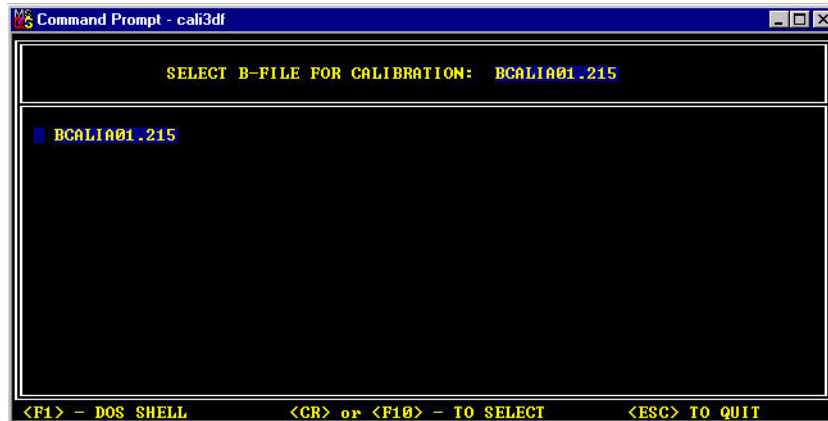 Command Prompt - cali3df
SELECT B-FILE FOR CALIBRATION: BCALIA01.215
BCALIA01.215
<F1> - DOS SHELL <CR> or <F10> - TO SELECT <ESC> TO QUIT